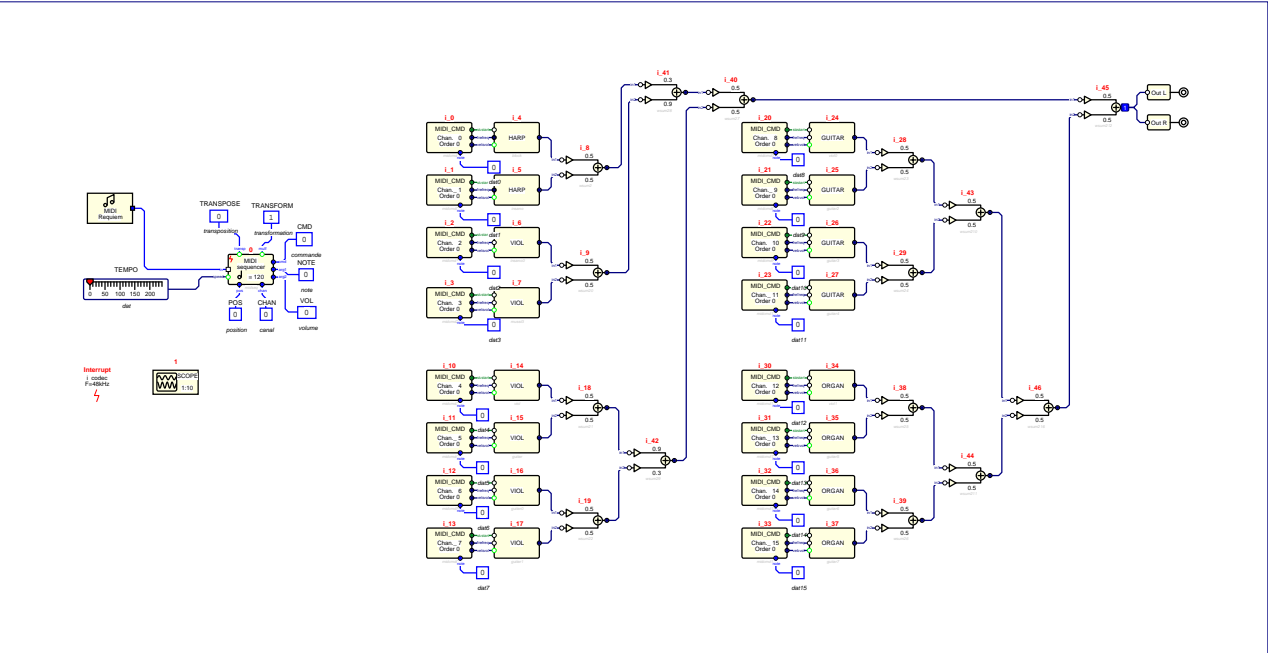 MIDI
Requiem
TEMPO
0 50 100 150 200
dat
TRANSPOSE
0
transposition
TRANSFORM
1
transformation
CMD
0
commande
0
MIDI
sequencer
= 120
NOTE
0
note
POS
0
position
CHAN
0
canal
VOL
0
volume
Interrupt
i_codec
F=48kHz
1
SCOPE
1:10
i_0
MIDI_CMD
Chan. 0
Order 0
i_4
HARP
0
dat0
i_1
MIDI_CMD
Chan._ 1
Order 0
i_5
HARP
0
dat1
i_2
MIDI_CMD
Chan. 2
Order 0
i_6
VIOL
0
dat2
i_3
MIDI_CMD
Chan. 3
Order 0
i_7
VIOL
0
dat3
i_8
0.5
0.5
i_9
0.5
0.5
i_41
0.3
0.9
i_40
0.5
0.5
i_10
MIDI_CMD
Chan. 4
Order 0
i_14
VIOL
0
dat4
i_11
MIDI_CMD
Chan._ 5
Order 0
i_15
VIOL
0
dat5
i_12
MIDI_CMD
Chan. 6
Order 0
i_16
VIOL
0
dat6
i_13
MIDI_CMD
Chan._ 7
Order 0
i_17
VIOL
0
dat7
i_18
0.5
0.5
i_19
0.5
0.5
i_42
0.9
0.3
i_20
MIDI_CMD
Chan. 8
Order 0
i_24
GUITAR
0
dat8
i_21
MIDI_CMD
Chan._ 9
Order 0
i_25
GUITAR
i_22
MIDI_CMD
Chan. 10
Order 0
i_26
GUITAR
0
i_23
MIDI_CMD
Chan._ 11
Order 0
i_27
GUITAR
0
dat11
i_28
0.5
0.5
i_29
0.5
0.5
i_43
0.5
0.5
i_30
MIDI_CMD
Chan. 12
Order 0
i_34
ORGAN
0
dat12
i_31
MIDI_CMD
Chan._ 13
Order 0
i_35
ORGAN
i_32
MIDI_CMD
Chan. 14
Order 0
i_36
ORGAN
0
i_33
MIDI_CMD
Chan._ 15
Order 0
i_37
ORGAN
0
dat15
i_38
0.5
0.5
i_39
0.5
0.5
i_44
0.5
0.5
i_46
0.5
0.5
i_45
0.5
0.5
1
Out L
Out R